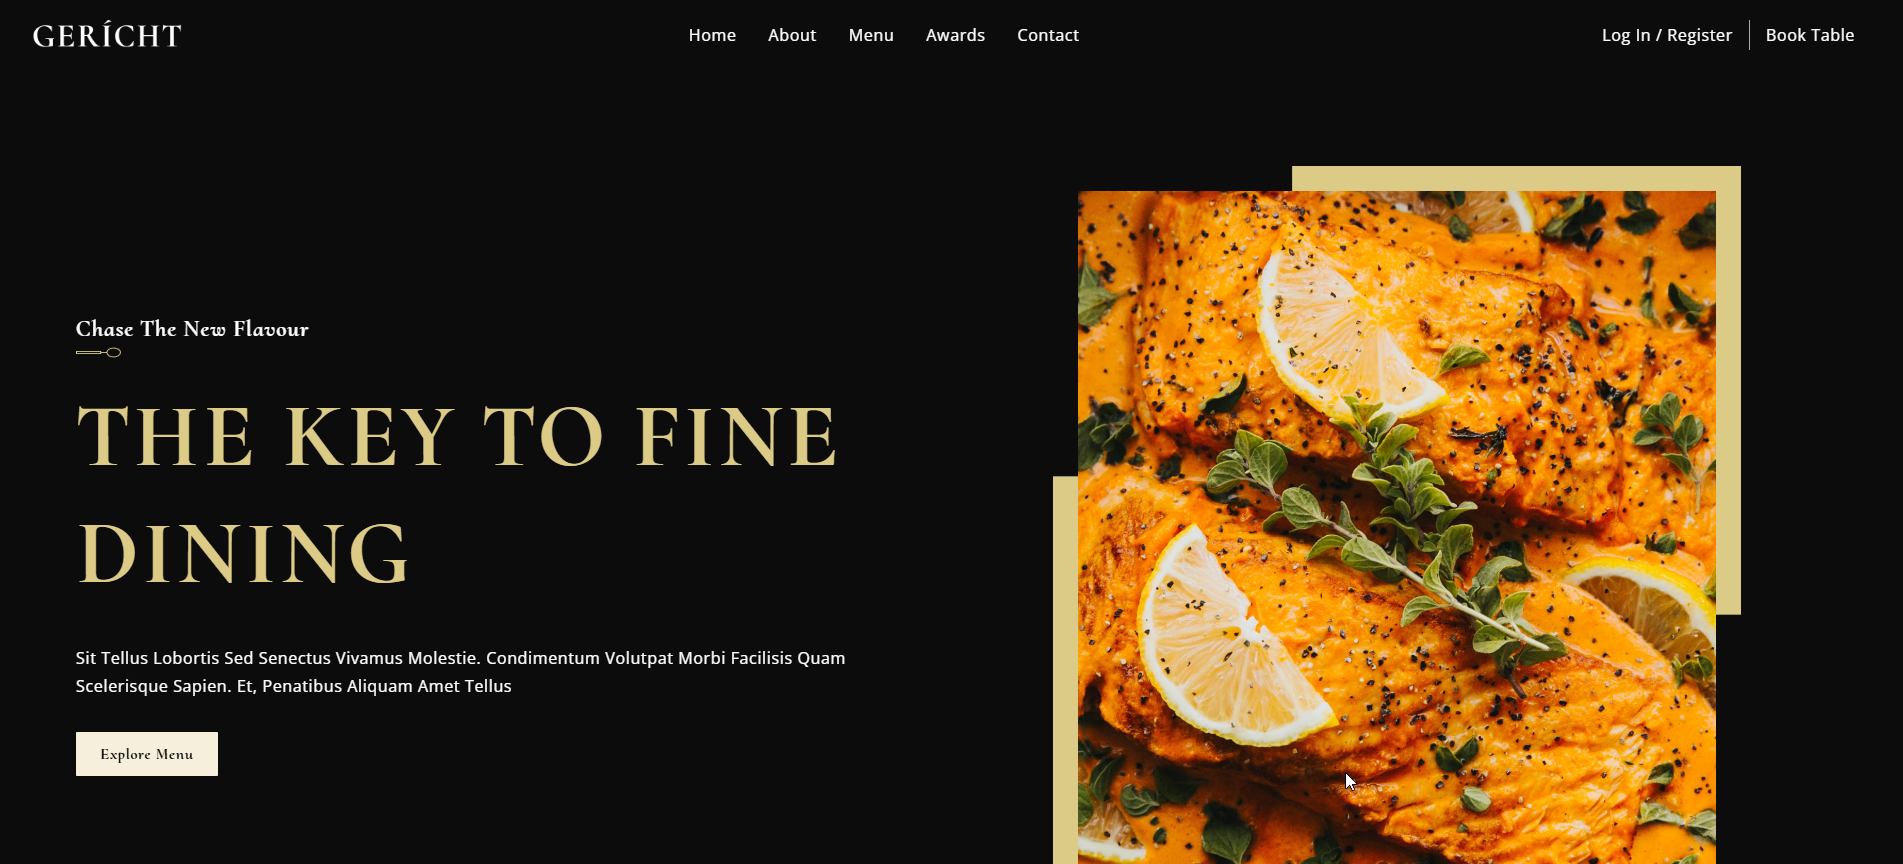 GERÍCHT
Home About Menu Awards Contact
Log In / Register Book Table
Chase The New Flavour
THE KEY TO FINE
DINING
Sit Tellus Lobortis Sed Senectus Vivamus Molestie. Condimentum Volutpat Morbi Facilisis Quam
Scelerisque Sapien. Et, Penatibus Aliquam Amet Tellus
Explore Menu